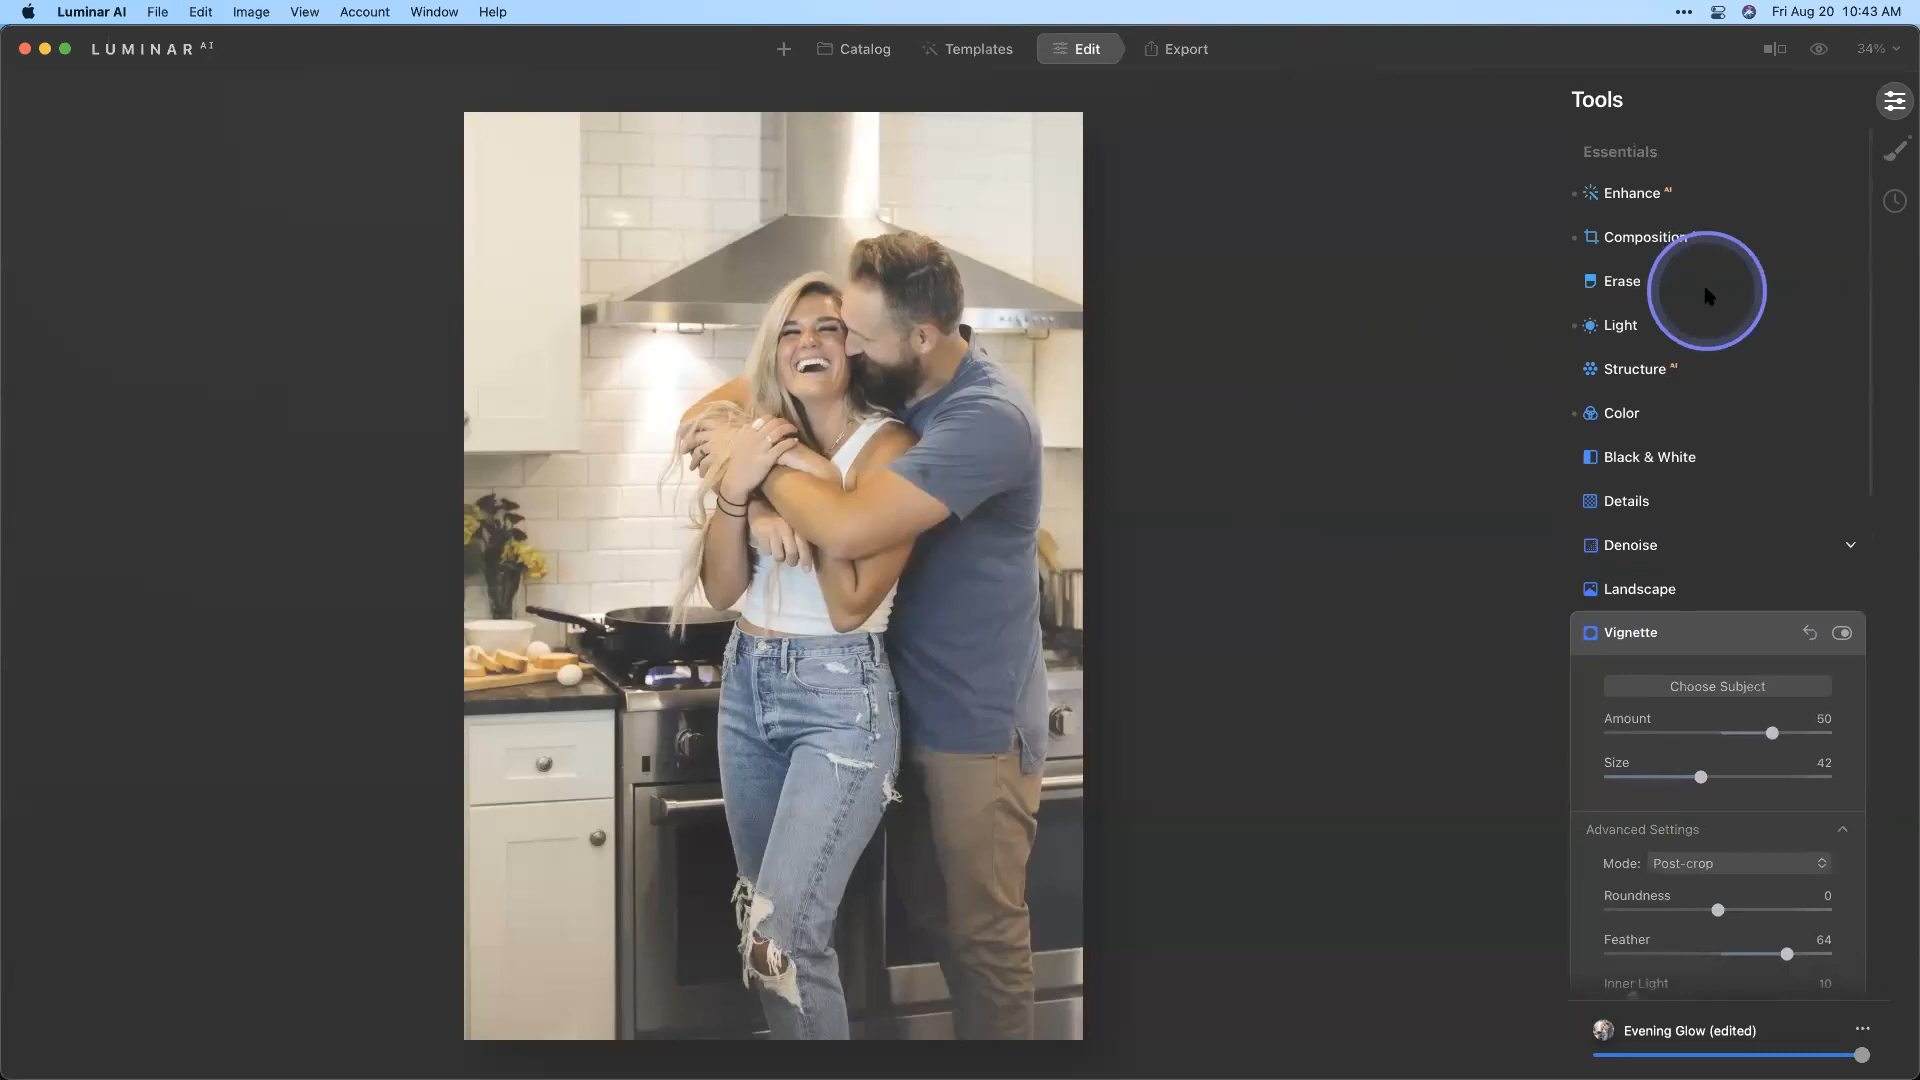 Luminar AI File Edit Image View Account Window Help Fri Aug 20 10:43 AM
LUMINAR AI Catalog Templates Edit Export 34%
Tools
Essentials
Enhance AI
Composition
Erase
Light
Structure AI
Color
Black & White
Details
Denoise
Landscape
Vignette
Choose Subject
Amount 50
Size 42
Advanced Settings
Mode: Post-crop
Roundness 0
Feather 64
Inner Light 10
Evening Glow (edited)